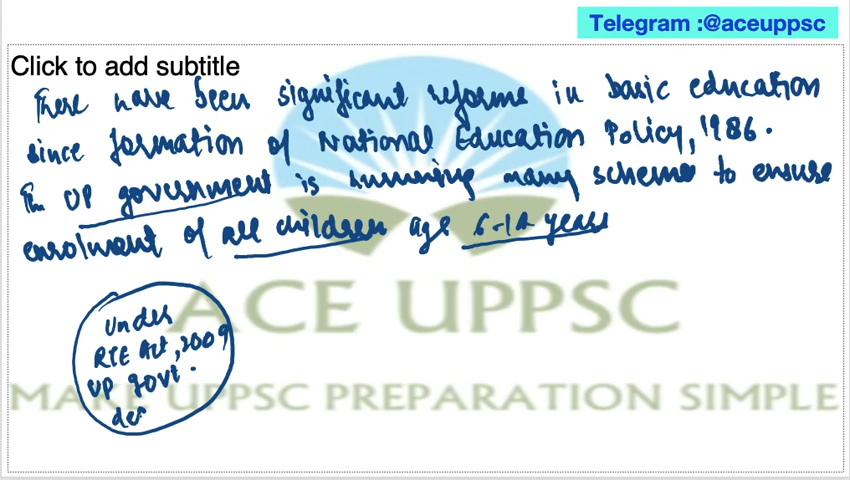 Telegram :@aceuppsc
Click to add subtitle
There have been significant reforms in basic education
since formation of National Education Policy, 1986.
The UP government is running many scheme to ensure
enrolment of all children age 6-14 years
ACE UPPSC
Under
RTE Act, 2009
UP govt.
der
MAKE UPPSC PREPARATION SIMPLE